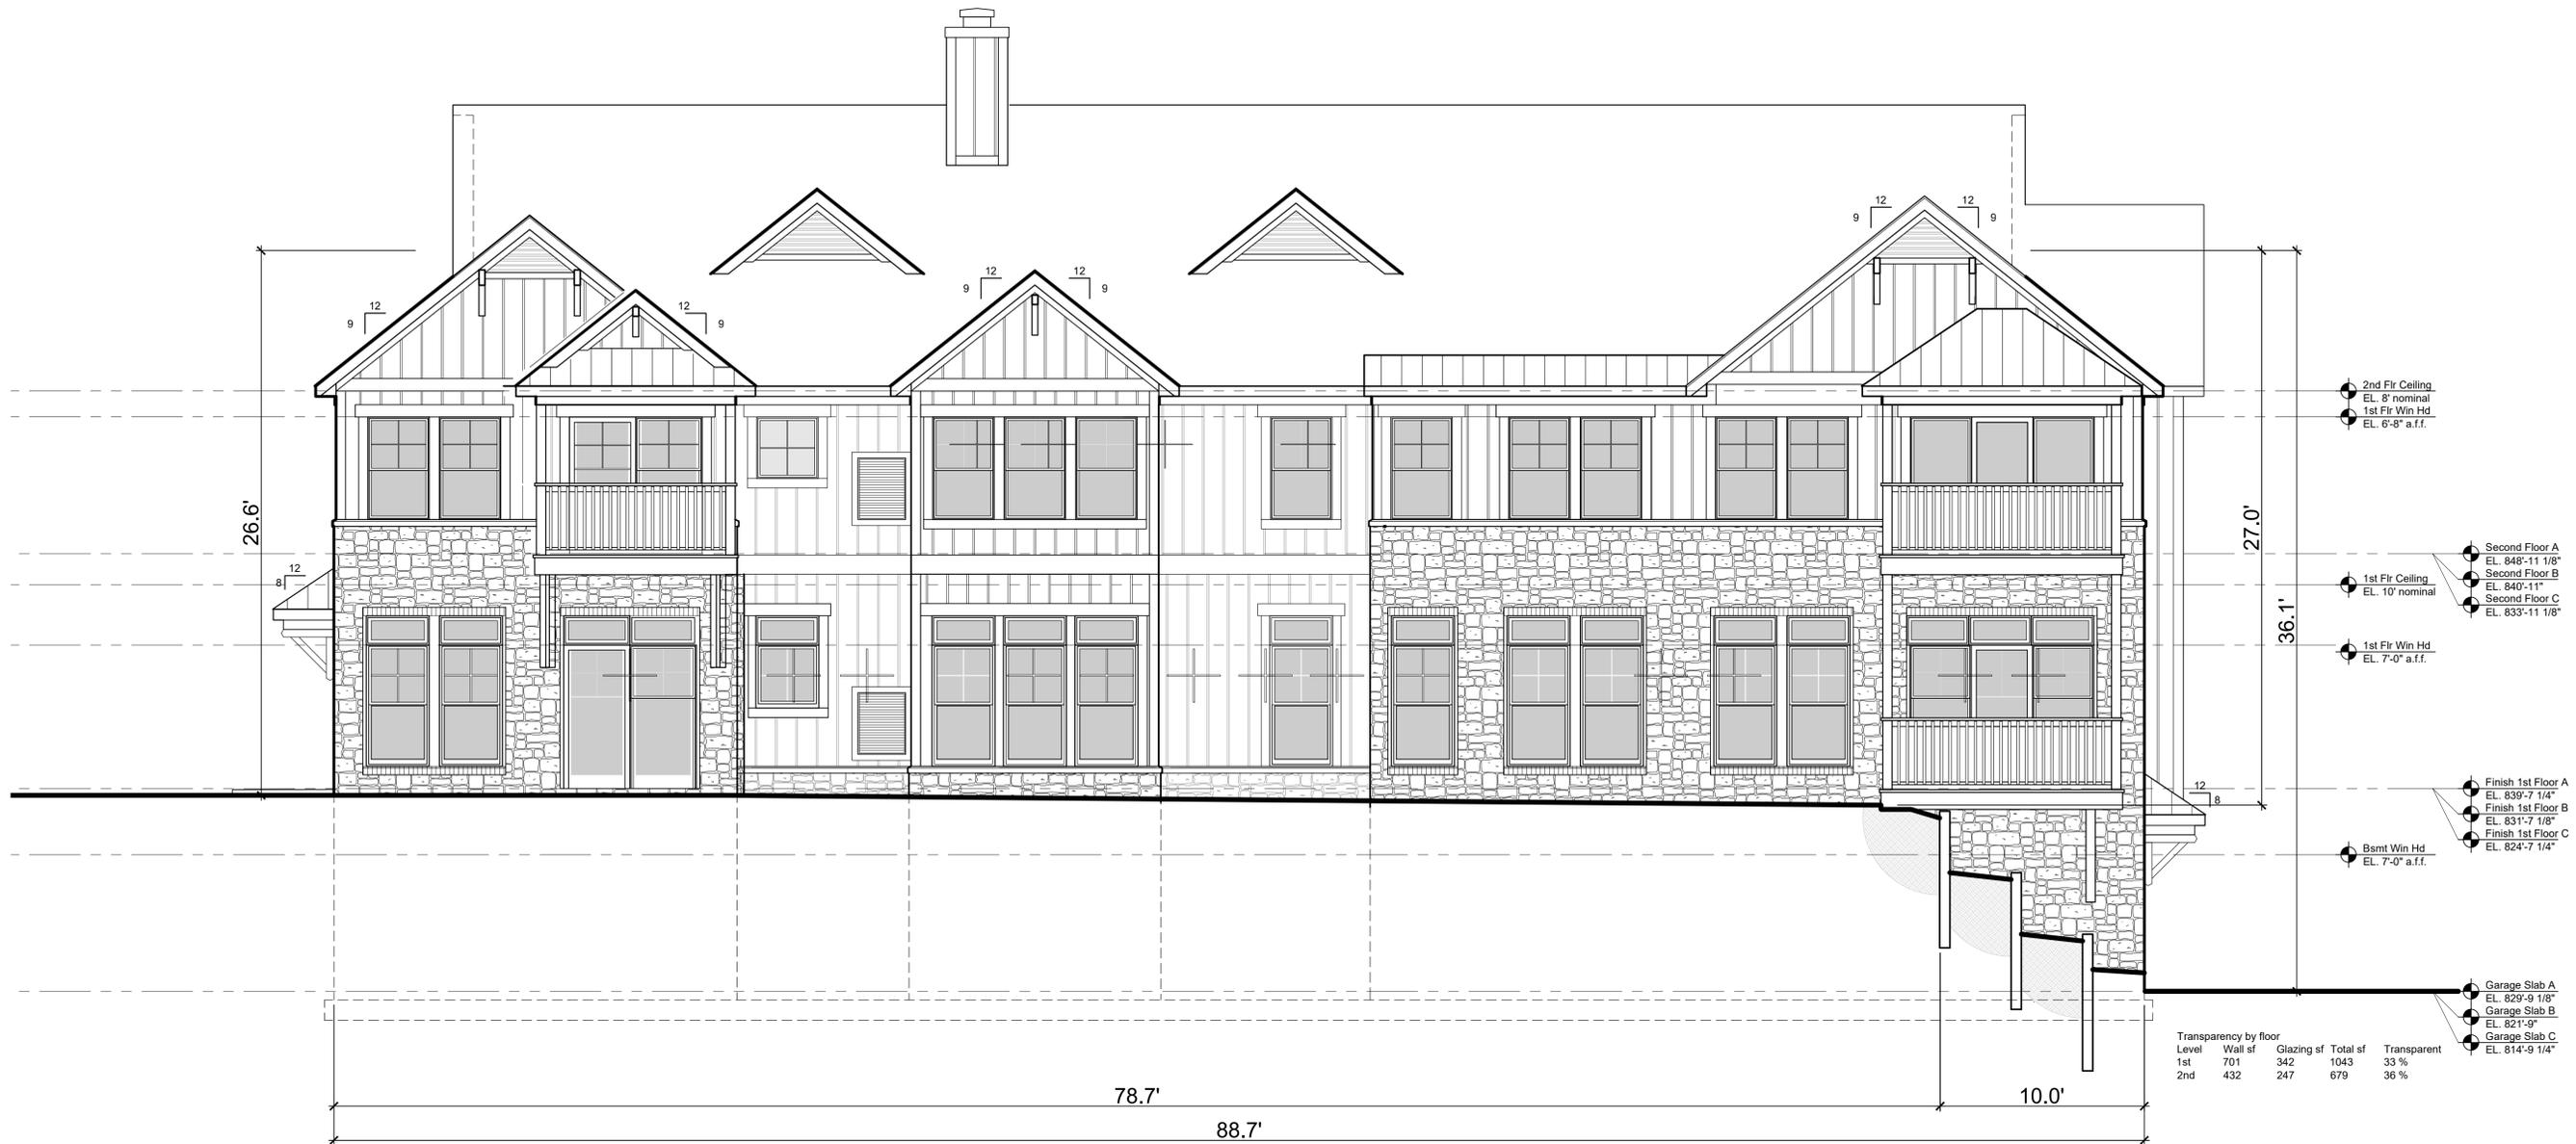 12
12
9
9
12
12
9
9
12
9
12
9
2nd Flr Ceiling
EL. 8' nominal
1st Flr Win Hd
EL. 6'-8" a.f.f.
26.6'
27.0'
36.1'
12
8
Second Floor A
EL. 848'-11 1/8"
Second Floor B
EL. 840'-11"
Second Floor C
EL. 833'-11 1/8"
1st Flr Ceiling
EL. 10' nominal
1st Flr Win Hd
EL. 7'-0" a.f.f.
12
8
Finish 1st Floor A
EL. 839'-7 1/4"
Finish 1st Floor B
EL. 831'-7 1/8"
Finish 1st Floor C
EL. 824'-7 1/4"
Bsmt Win Hd
EL. 7'-0" a.f.f.
Garage Slab A
EL. 829'-9 1/8"
Garage Slab B
EL. 821'-9"
Garage Slab C
EL. 814'-9 1/4"
Transparency by floor
Level Wall sf Glazing sf Total sf Transparent
1st 701 342 1043 33 %
2nd 432 247 679 36 %
78.7'
10.0'
88.7'